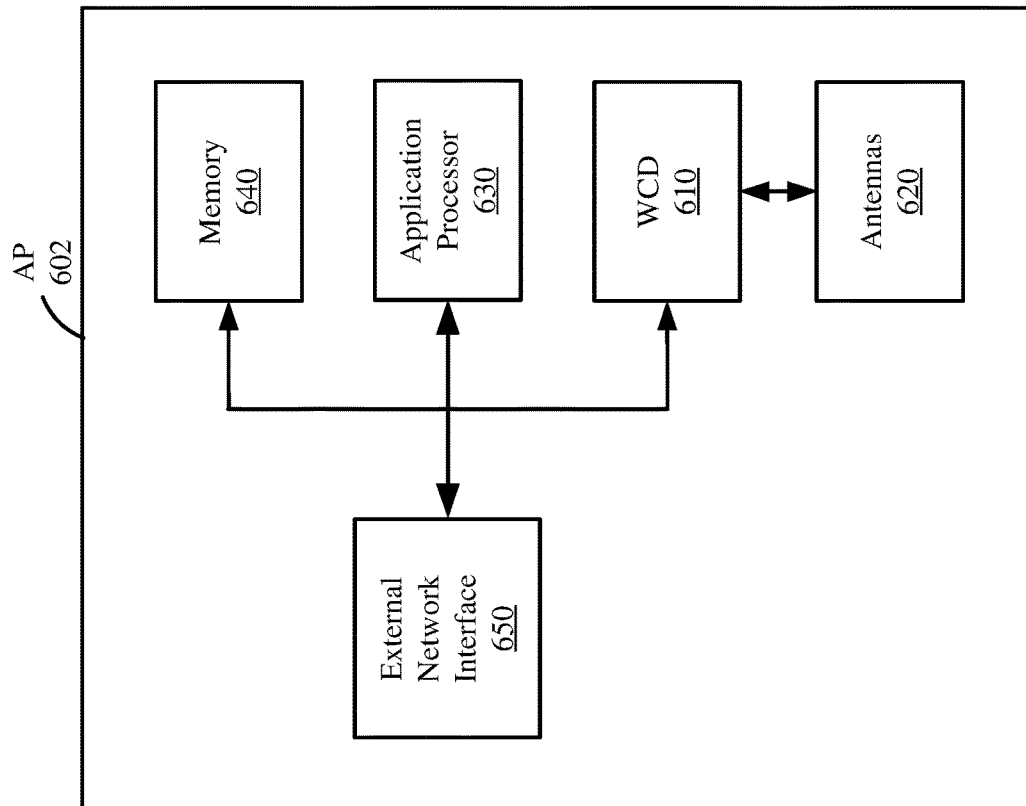 AP
602
Memory
640
Application
Processor
630
WCD
610
Antennas
620
External
Network
Interface
650